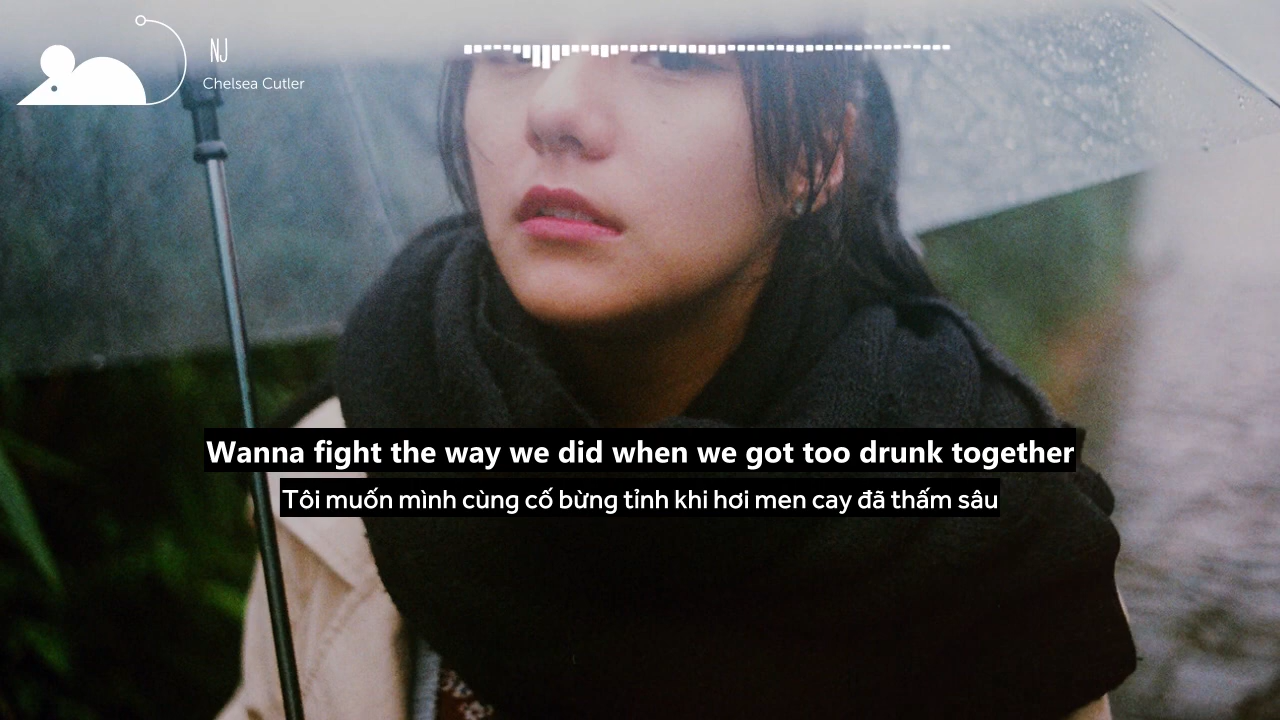 NJ
Chelsea Cutler
Wanna fight the way we did when we got too drunk together
Tôi muốn mình cùng cố bừng tỉnh khi hơi men cay đã thấm sâu